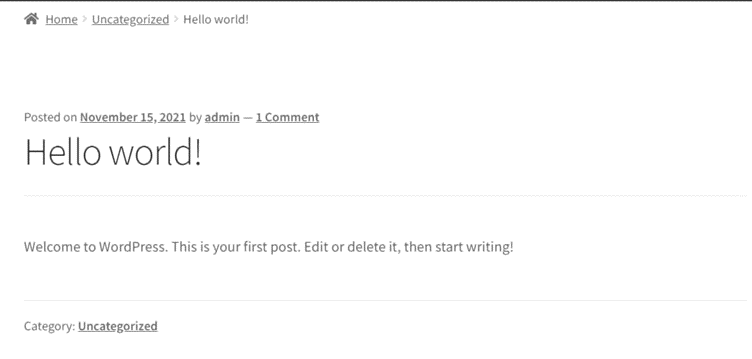 Home > Uncategorized > Hello world!
Posted on November 15, 2021 by admin — 1 Comment
Hello world!
Welcome to WordPress. This is your first post. Edit or delete it, then start writing!
Category: Uncategorized